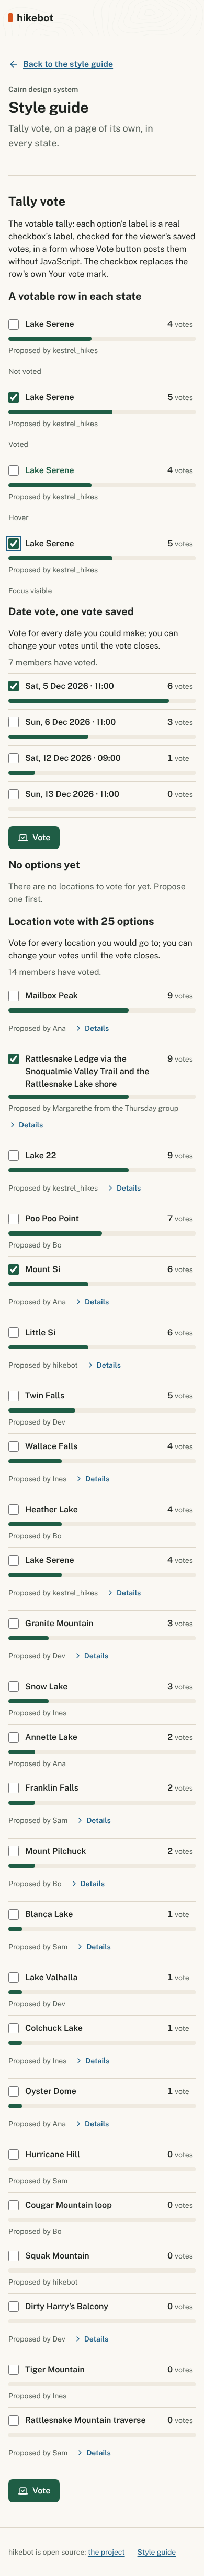 hikebot
Back to the style guide
Cairn design system
Style guide
Tally vote, on a page of its own, in
every state.
Tally vote
The votable tally: each option's label is a real
checkbox's label, checked for the viewer's saved
votes, in a form whose Vote button posts them
without JavaScript. The checkbox replaces the
row's own Your vote mark.
A votable row in each state
Lake Serene 4 votes
Proposed by kestrel_hikes
Not voted
Lake Serene 5 votes
Proposed by kestrel_hikes
Voted
Lake Serene 4 votes
Proposed by kestrel_hikes
Hover
Lake Serene 5 votes
Proposed by kestrel_hikes
Focus visible
Date vote, one vote saved
Vote for every date you could make; you can
change your votes until the vote closes.
7 members have voted.
Sat, 5 Dec 2026 · 11:00 6 votes
Sun, 6 Dec 2026 · 11:00 3 votes
Sat, 12 Dec 2026 · 09:00 1 vote
Sun, 13 Dec 2026 · 11:00 0 votes
Vote
No options yet
There are no locations to vote for yet. Propose
one first.
Location vote with 25 options
Vote for every location you would go to; you can
change your votes until the vote closes.
14 members have voted.
Mailbox Peak 9 votes
Proposed by Ana Details
Rattlesnake Ledge via the 9 votes
Snoqualmie Valley Trail and the
Rattlesnake Lake shore
Proposed by Margarethe from the Thursday group
Details
Lake 22 9 votes
Proposed by kestrel_hikes Details
Poo Poo Point 7 votes
Proposed by Bo
Mount Si 6 votes
Proposed by Ana Details
Little Si 6 votes
Proposed by hikebot Details
Twin Falls 5 votes
Proposed by Dev
Wallace Falls 4 votes
Proposed by Ines Details
Heather Lake 4 votes
Proposed by Bo
Lake Serene 4 votes
Proposed by kestrel_hikes Details
Granite Mountain 3 votes
Proposed by Dev Details
Snow Lake 3 votes
Proposed by Ines
Annette Lake 2 votes
Proposed by Ana
Franklin Falls 2 votes
Proposed by Sam Details
Mount Pilchuck 2 votes
Proposed by Bo Details
Blanca Lake 1 vote
Proposed by Sam Details
Lake Valhalla 1 vote
Proposed by Dev
Colchuck Lake 1 vote
Proposed by Ines Details
Oyster Dome 1 vote
Proposed by Ana Details
Hurricane Hill 0 votes
Proposed by Sam
Cougar Mountain loop 0 votes
Proposed by Bo
Squak Mountain 0 votes
Proposed by hikebot
Dirty Harry's Balcony 0 votes
Proposed by Dev Details
Tiger Mountain 0 votes
Proposed by Ines
Rattlesnake Mountain traverse 0 votes
Proposed by Sam Details
Vote
hikebot is open source: the project Style guide